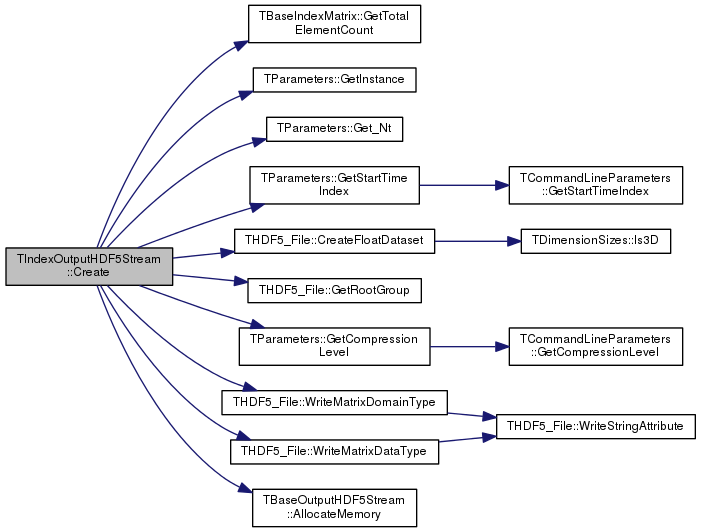 TBaseIndexMatrix::GetTotal
ElementCount
TParameters::GetInstance
TParameters::Get_Nt
TParameters::GetStartTime
Index
TCommandLineParameters
::GetStartTimeIndex
THDF5_File::CreateFloatDataset
TDimensionSizes::Is3D
TIndexOutputHDF5Stream
::Create
THDF5_File::GetRootGroup
TParameters::GetCompression
Level
TCommandLineParameters
::GetCompressionLevel
THDF5_File::WriteMatrixDomainType
THDF5_File::WriteStringAttribute
THDF5_File::WriteMatrixDataType
TBaseOutputHDF5Stream
::AllocateMemory